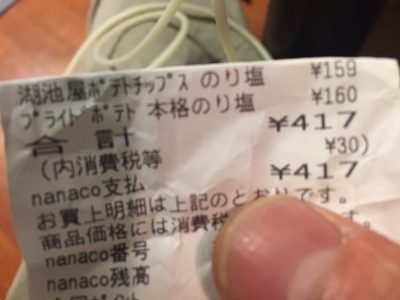 湖池屋ポテトチップス のり塩 ¥159
プライドポテト 本格のり塩 ¥160
合 計 ¥417
(内消費税等 ¥30)
nanaco支払 ¥417
お買上明細は上記のとおりです。
商品価格には消費税 す。
nanaco番号
nanaco残高